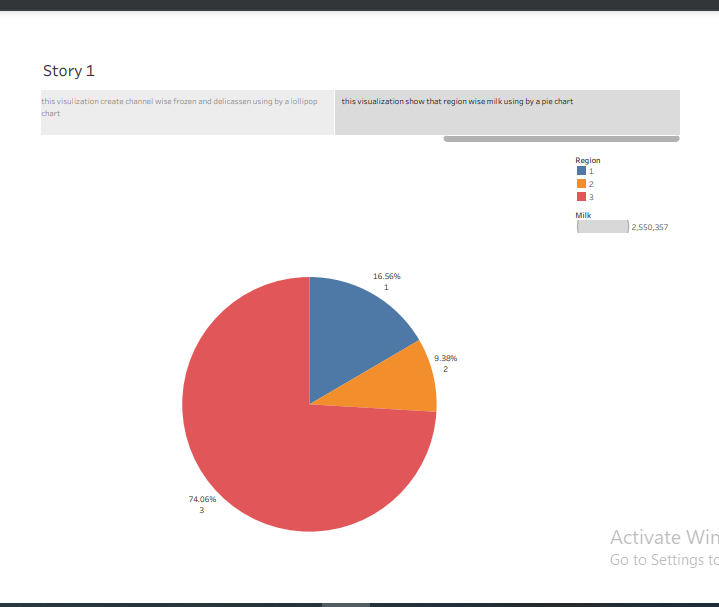 Story 1
this visulization create channel wise frozen and delicassen using by a lollipop
chart
this visualization show that region wise milk using by a pie chart
Region
1
2
3
Milk
2,550,357
16.56%
1
9.38%
2
74.06%
3
Activate Win
Go to Settings to